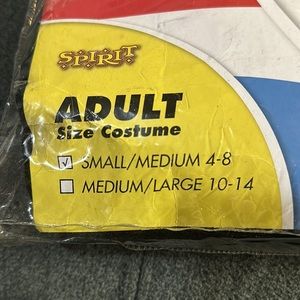 SPIRIT
ADULT
Size Costume
SMALL/MEDIUM 4-8
MEDIUM/LARGE 10-14